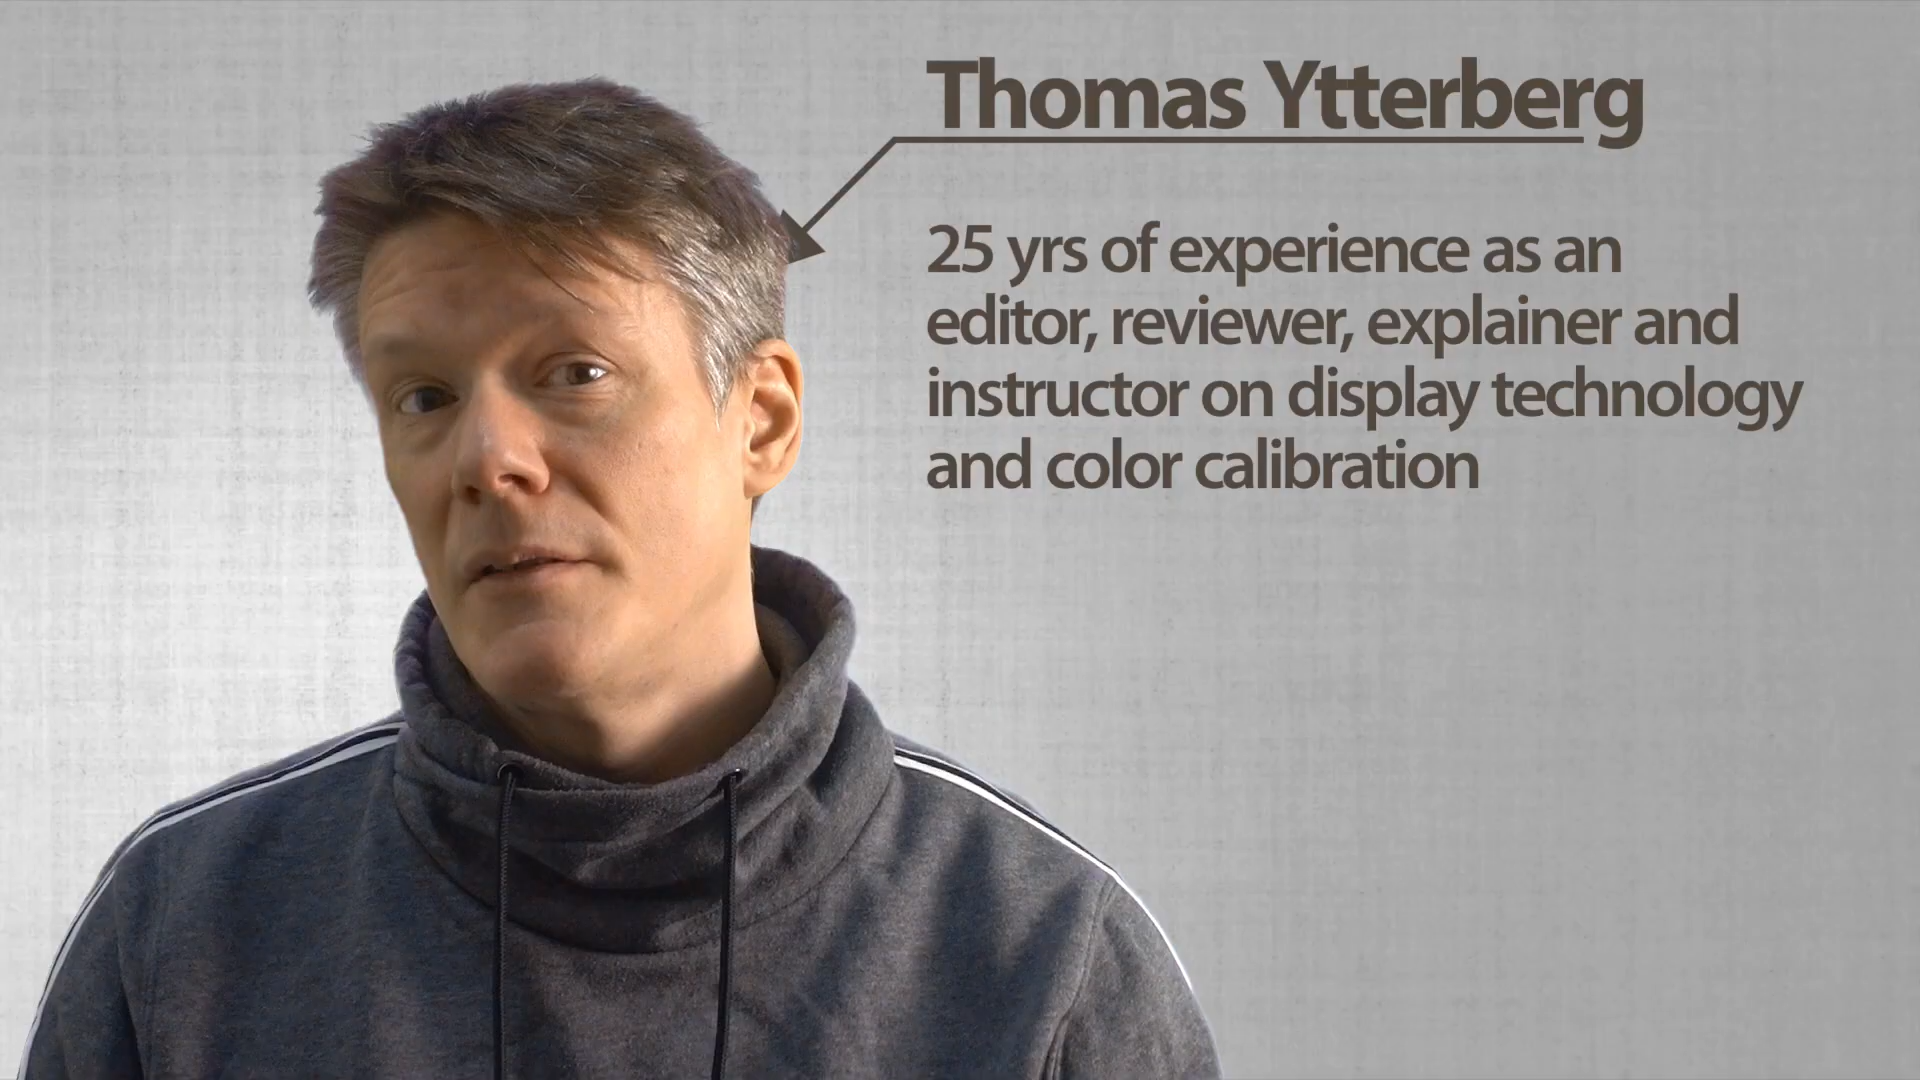 Thomas Ytterberg
25 yrs of experience as an
editor, reviewer, explainer and
instructor on display technology
and color calibration